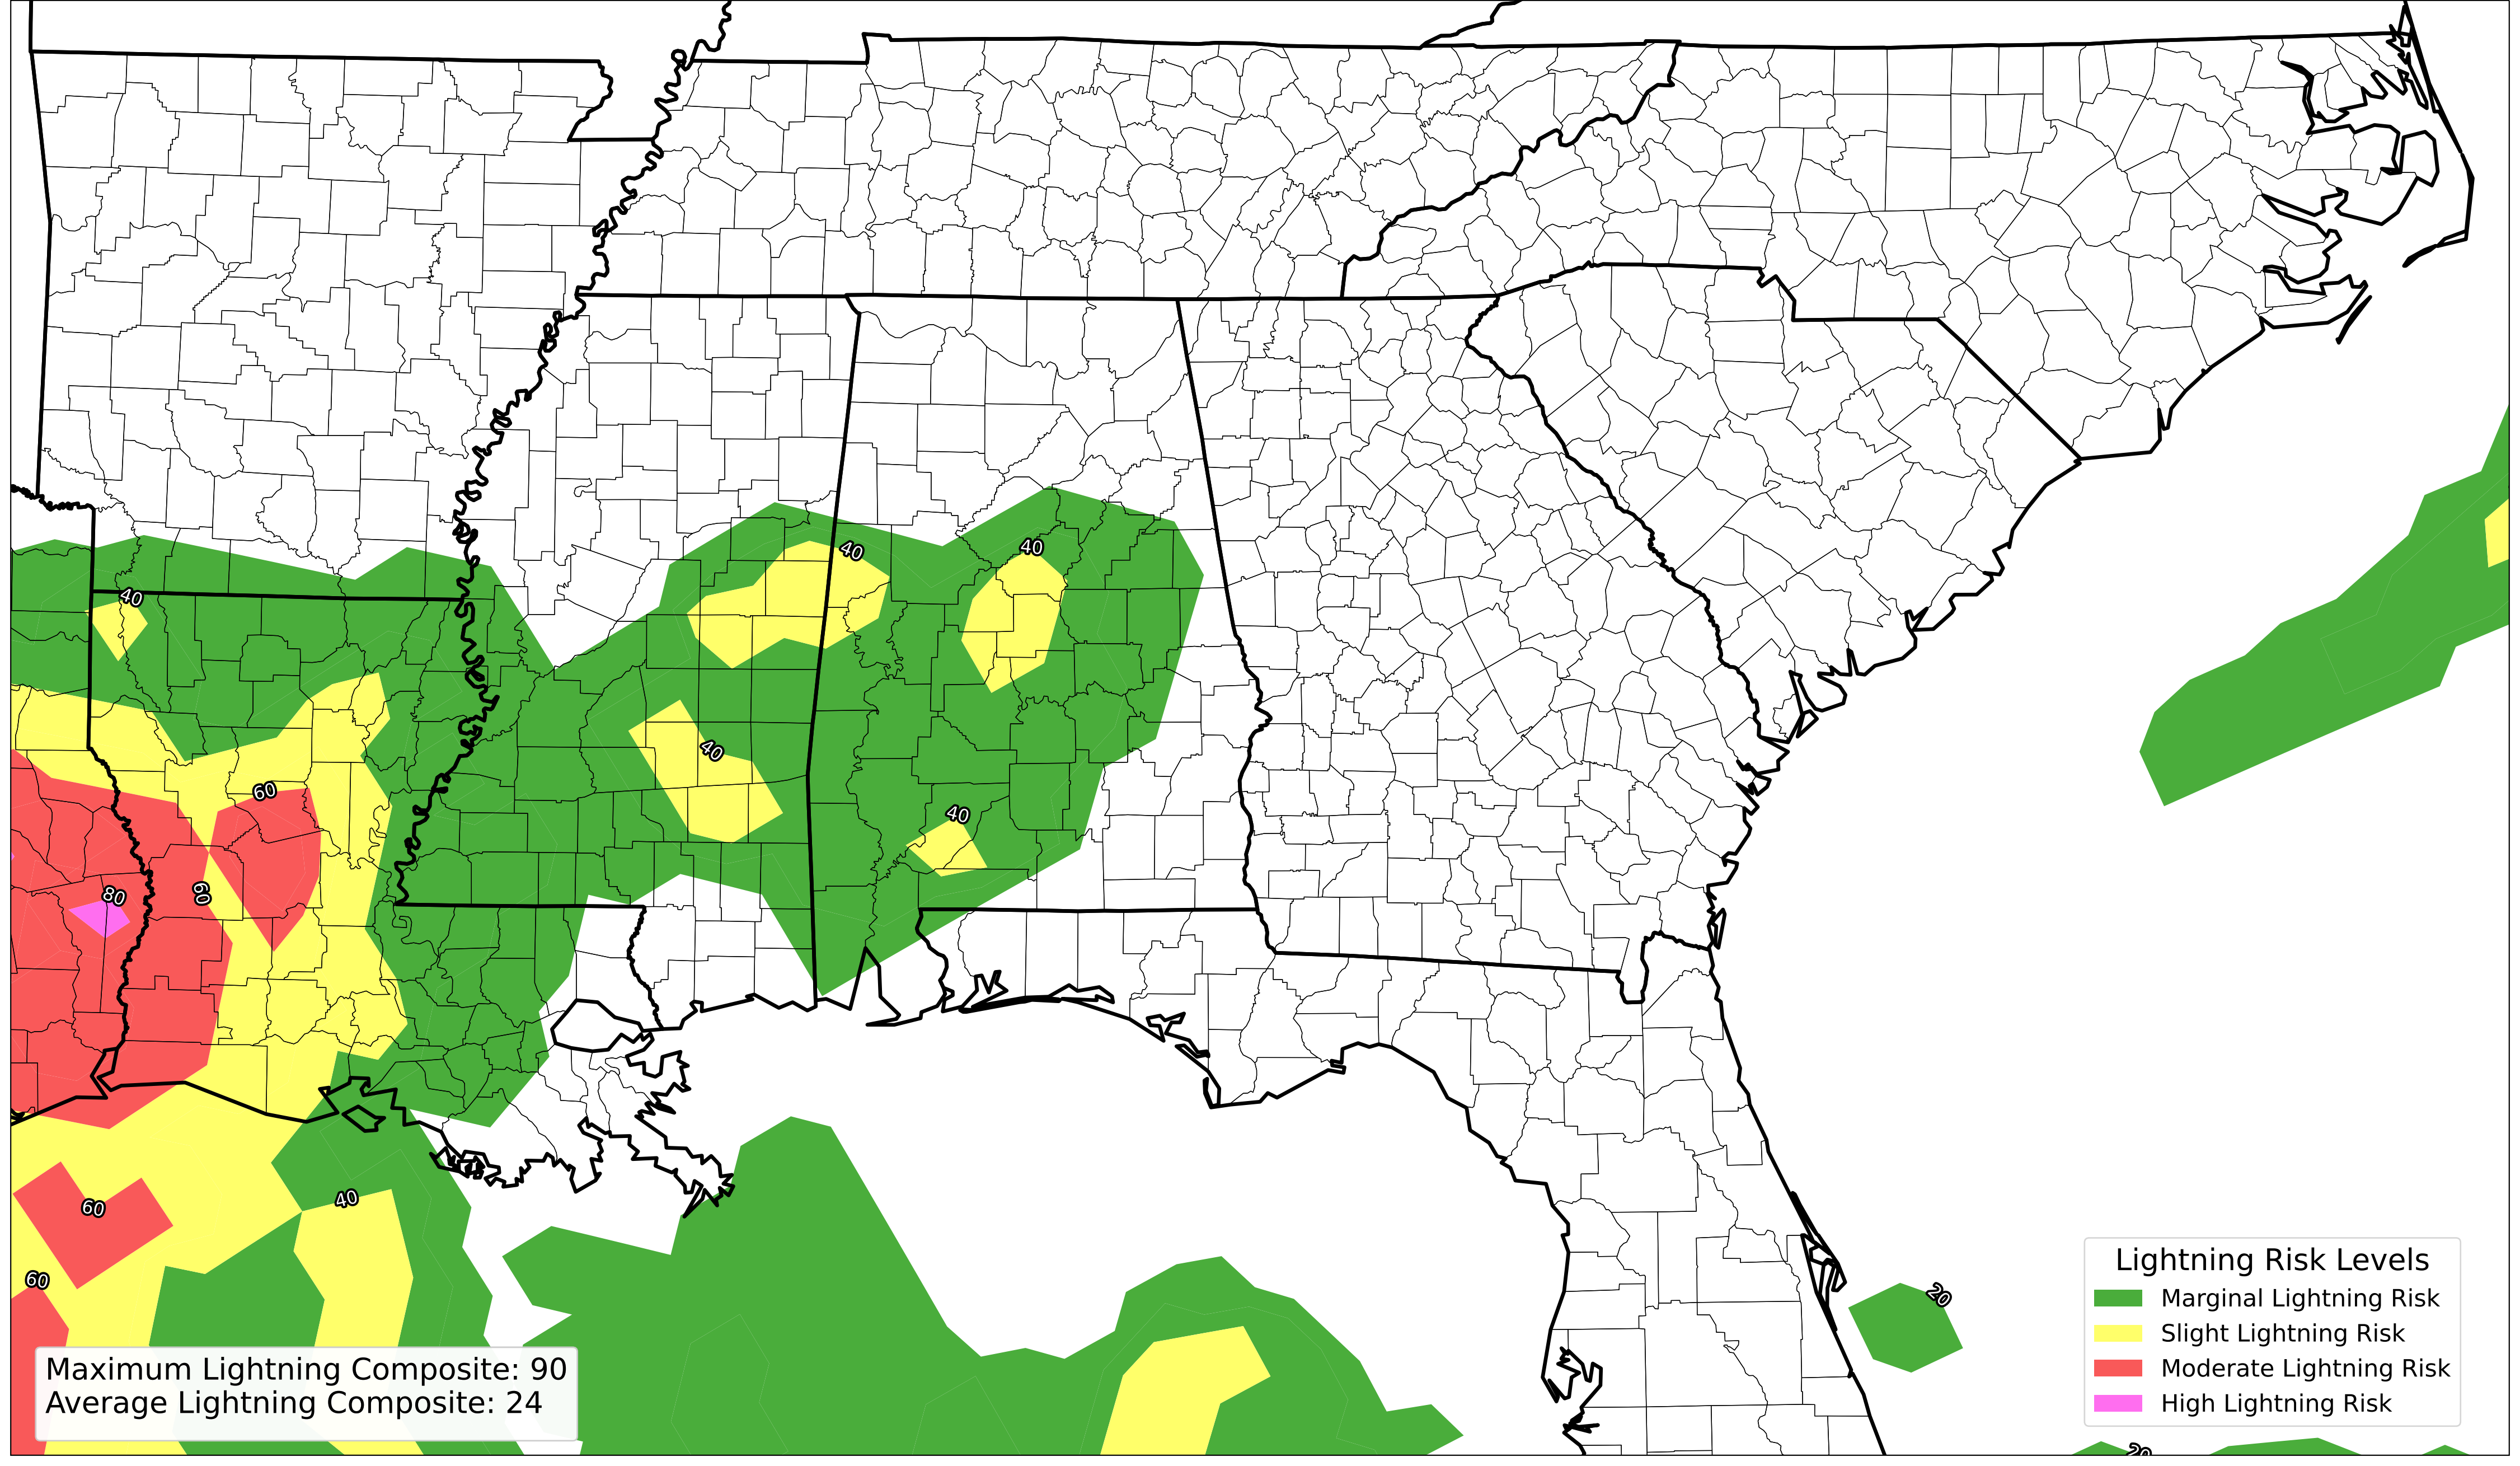 40
40
40
40
60
40
80
60
60
40
60
20
Lightning Risk Levels
Marginal Lightning Risk
Slight Lightning Risk
Moderate Lightning Risk
High Lightning Risk
Maximum Lightning Composite: 90
Average Lightning Composite: 24
20